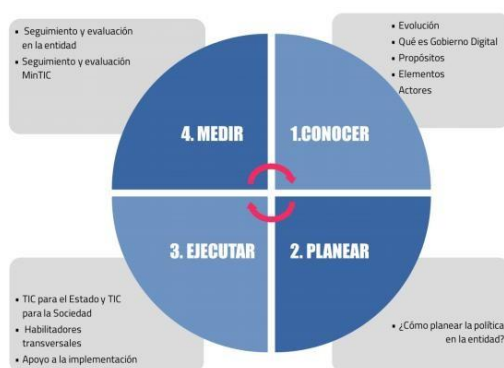 • Seguimiento y evaluación
en la entidad
• Seguimiento y evaluación
MinTIC
• Evolución
• Qué es Gobierno Digital
• Propósitos
• Elementos
• Actores
4. MEDIR
1.CONOCER
3. EJECUTAR
2. PLANEAR
• TIC para el Estado y TIC
para la Sociedad
• Habilitadores
transversales
• Apoyo a la implementación
• ¿Cómo planear la política
en la entidad?